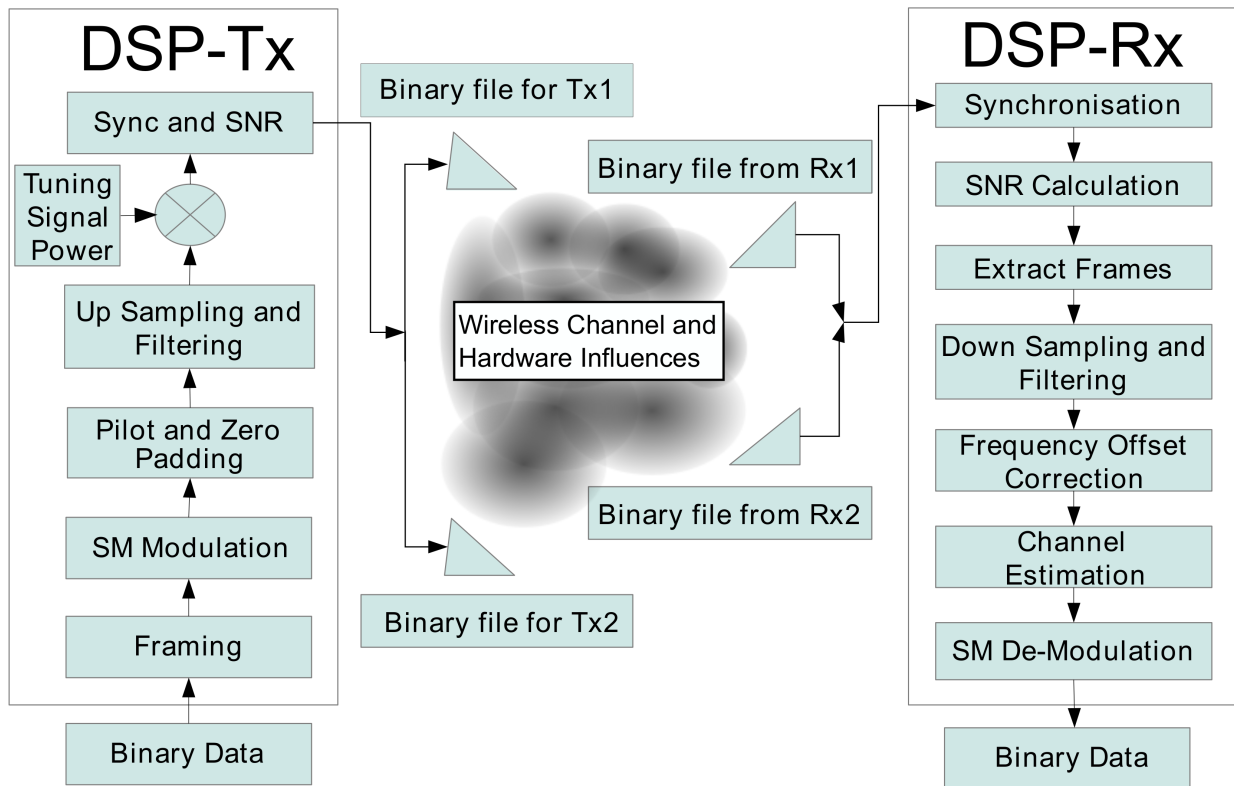 DSP-Tx
Sync and SNR
Tuning
Signal
Power
Up Sampling and
Filtering
Pilot and Zero
Padding
SM Modulation
Framing
Binary Data
Binary file for Tx1
Binary file from Rx1
Wireless Channel and
Hardware Influences
Binary file from Rx2
Binary file for Tx2
DSP-Rx
Synchronisation
SNR Calculation
Extract Frames
Down Sampling and
Filtering
Frequency Offset
Correction
Channel
Estimation
SM De-Modulation
Binary Data